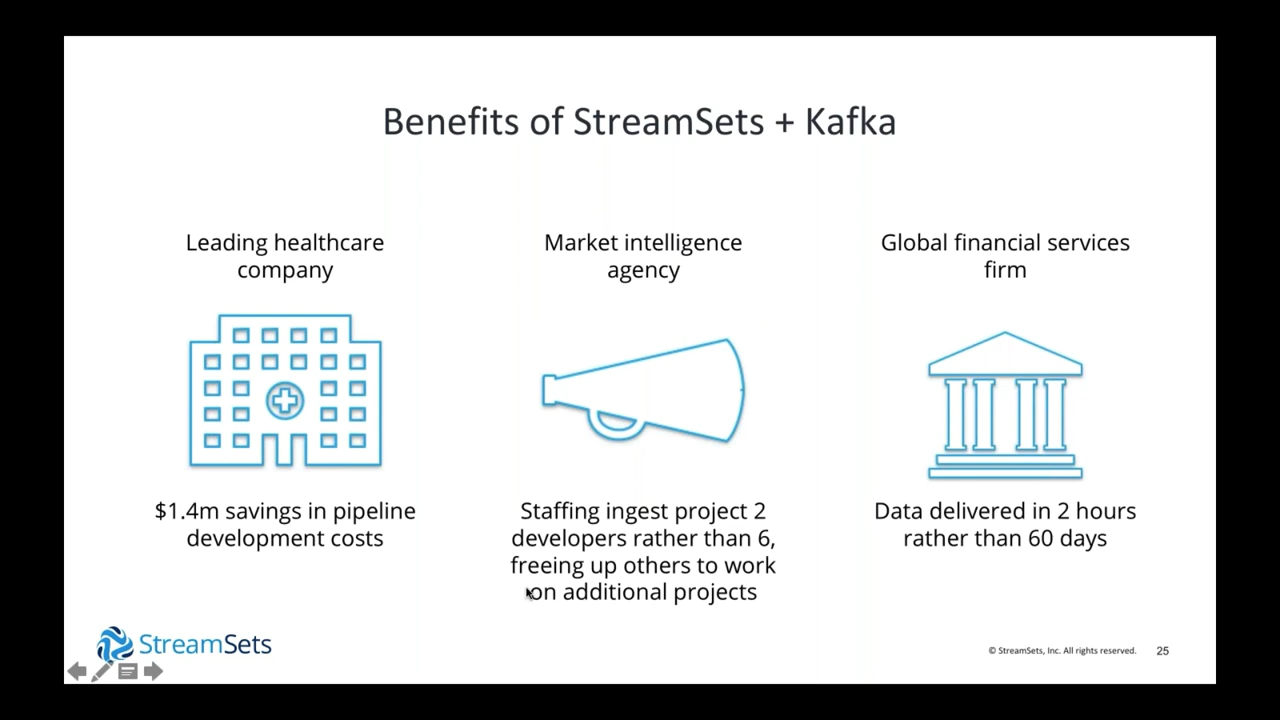 Benefits of StreamSets + Kafka
Leading healthcare
company
Market intelligence
agency
Global financial services
firm
$1.4m savings in pipeline
development costs
Staffing ingest project 2
developers rather than 6,
freeing up others to work
on additional projects
Data delivered in 2 hours
rather than 60 days
StreamSets
© StreamSets, Inc. All rights reserved.
25